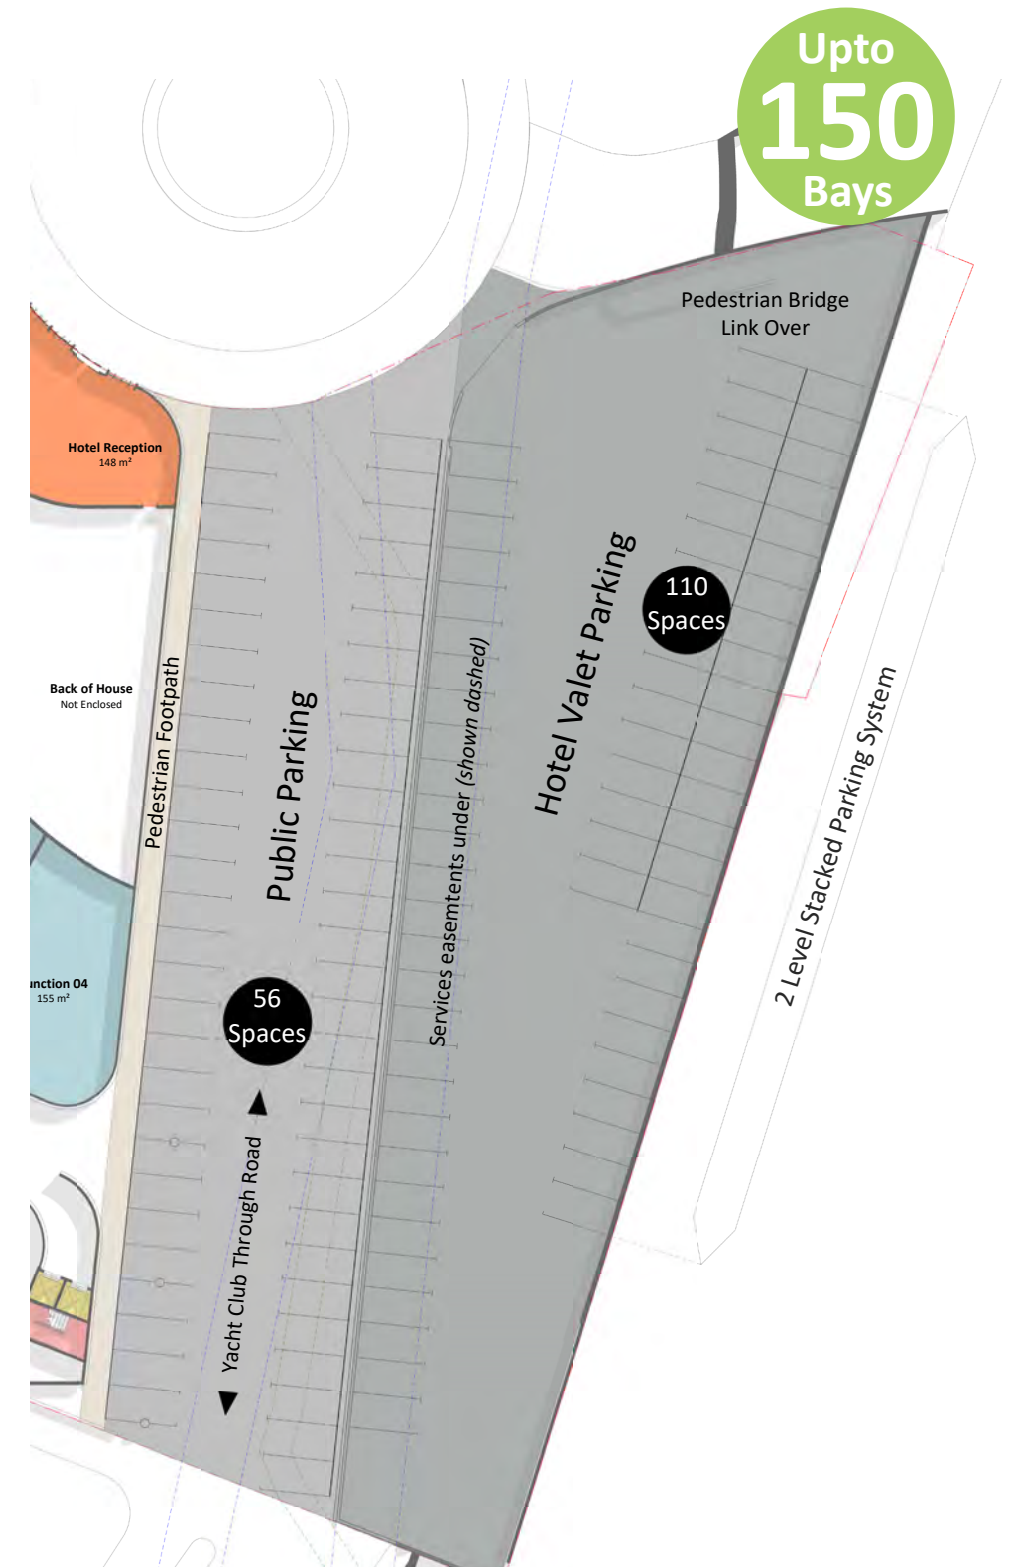 Upto
150
Bays
Pedestrian Bridge
Link Over
Hotel Reception
148 m²
110
Spaces
Hotel Valet Parking
Back of House
Not Enclosed
Pedestrian Footpath
Public Parking
Services easemtents under (shown dashed)
2 Level Stacked Parking System
unction 04
155 m²
56
Spaces
Yacht Club Through Road